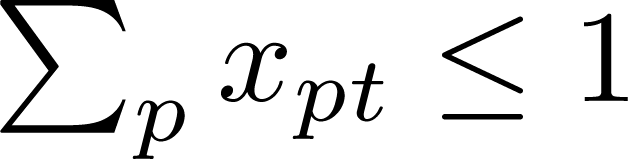 ∑_p x_{pt} ≤ 1